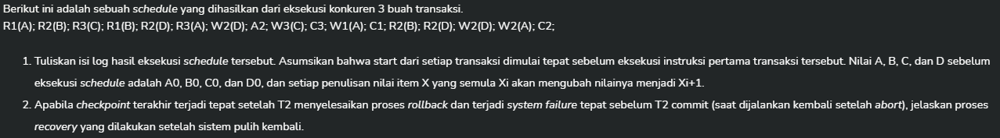 Berikut ini adalah sebuah schedule yang dihasilkan dari eksekusi konkuren 3 buah transaksi.
R1(A); R2(B); R3(C); R1(B); R2(D); R3(A); W2(D); A2; W3(C); C3; W1(A); C1; R2(B); R2(D); W2(D); W2(A); C2;
1. Tuliskan isi log hasil eksekusi schedule tersebut. Asumsikan bahwa start dari setiap transaksi dimulai tepat sebelum eksekusi instruksi pertama transaksi tersebut. Nilai A, B, C, dan D sebelum
eksekusi schedule adalah A0, B0, C0, dan D0, dan setiap penulisan nilai item X yang semula Xi akan mengubah nilainya menjadi Xi+1.
2. Apabila checkpoint terakhir terjadi tepat setelah T2 menyelesaikan proses rollback dan terjadi system failure tepat sebelum T2 commit (saat dijalankan kembali setelah abort), jelaskan proses
recovery yang dilakukan setelah sistem pulih kembali.